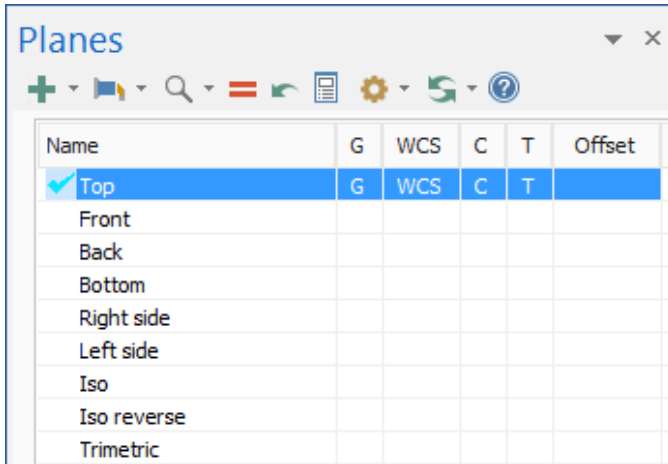 Planes
Name G WCS C T Offset
Top G WCS C T
Front
Back
Bottom
Right side
Left side
Iso
Iso reverse
Trimetric